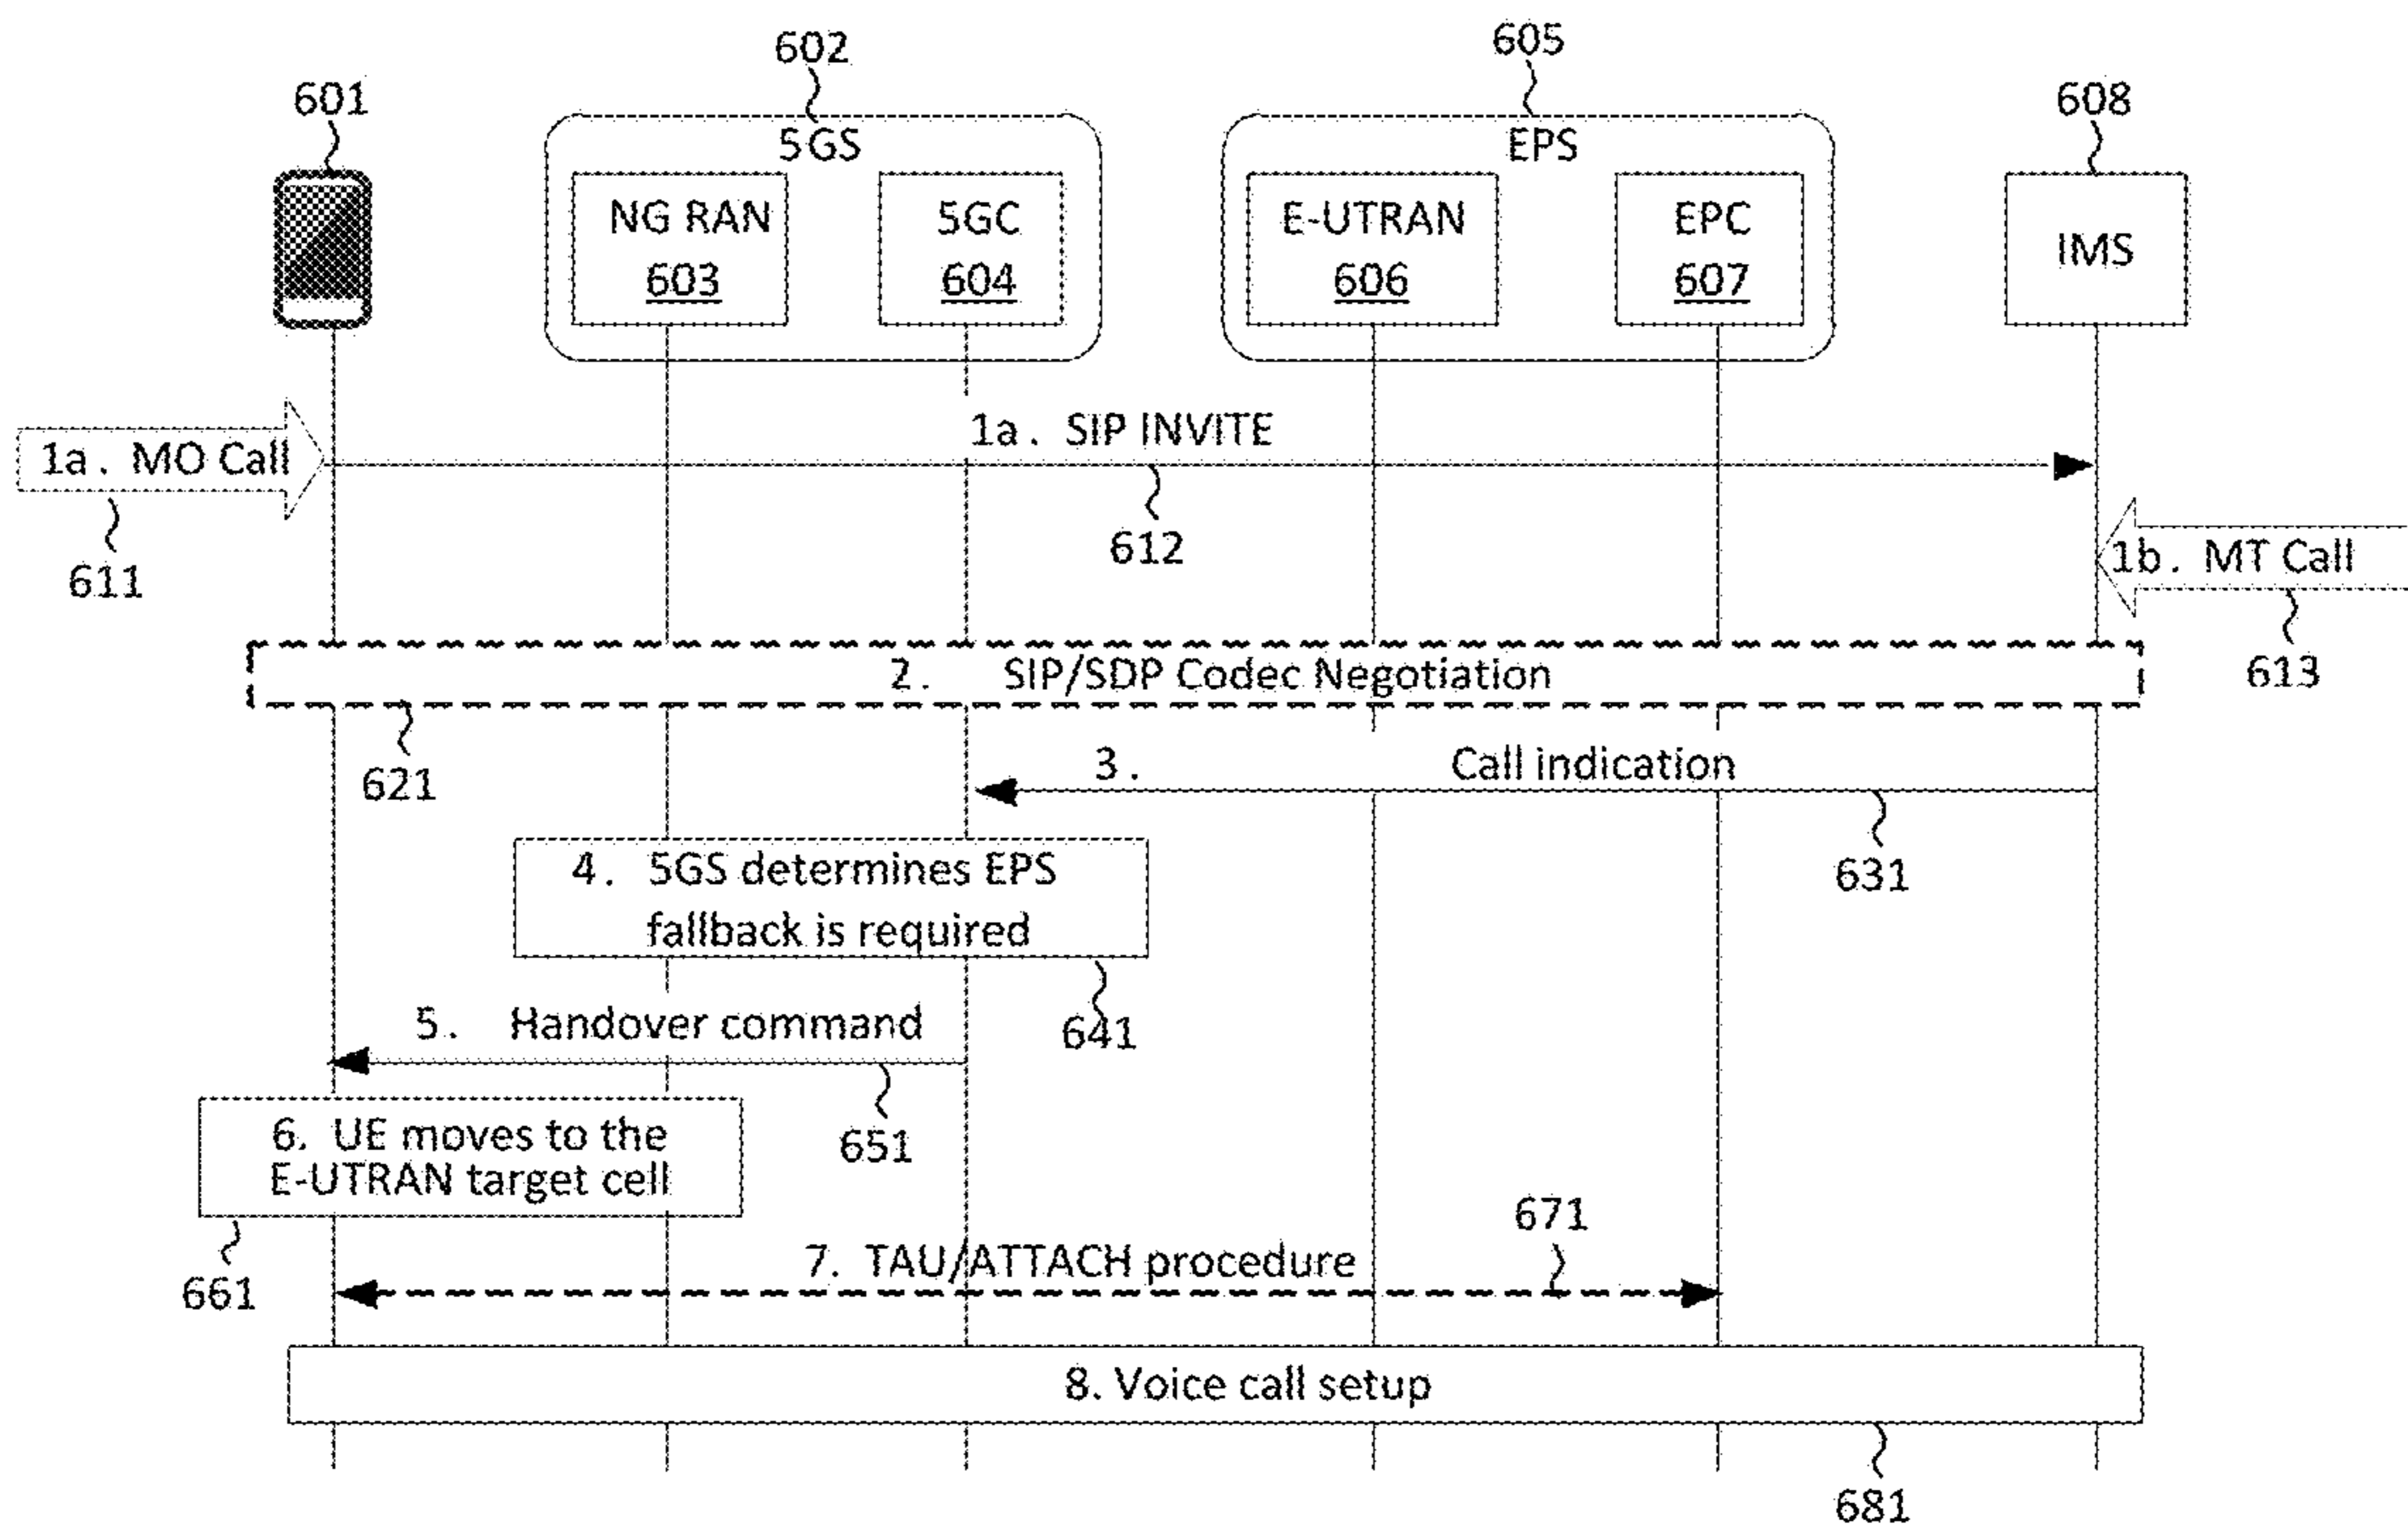 605
602
601
608
5GS
EPS
NG RAN
603
5GC
604
E-UTRAN
606
EPC
607
IMS
1a. SIP INVITE
1a. MO Call
612
1b. MT Call
611
613
2. SIP/SDP Codec Negotiation
621
3. Call indication
631
4. 5GS determines EPS
fallback is required
641
5. Handover command
651
6. UE moves to the
E-UTRAN target cell
661
671
7. TAU/ATTACH procedure
8. Voice call setup
681